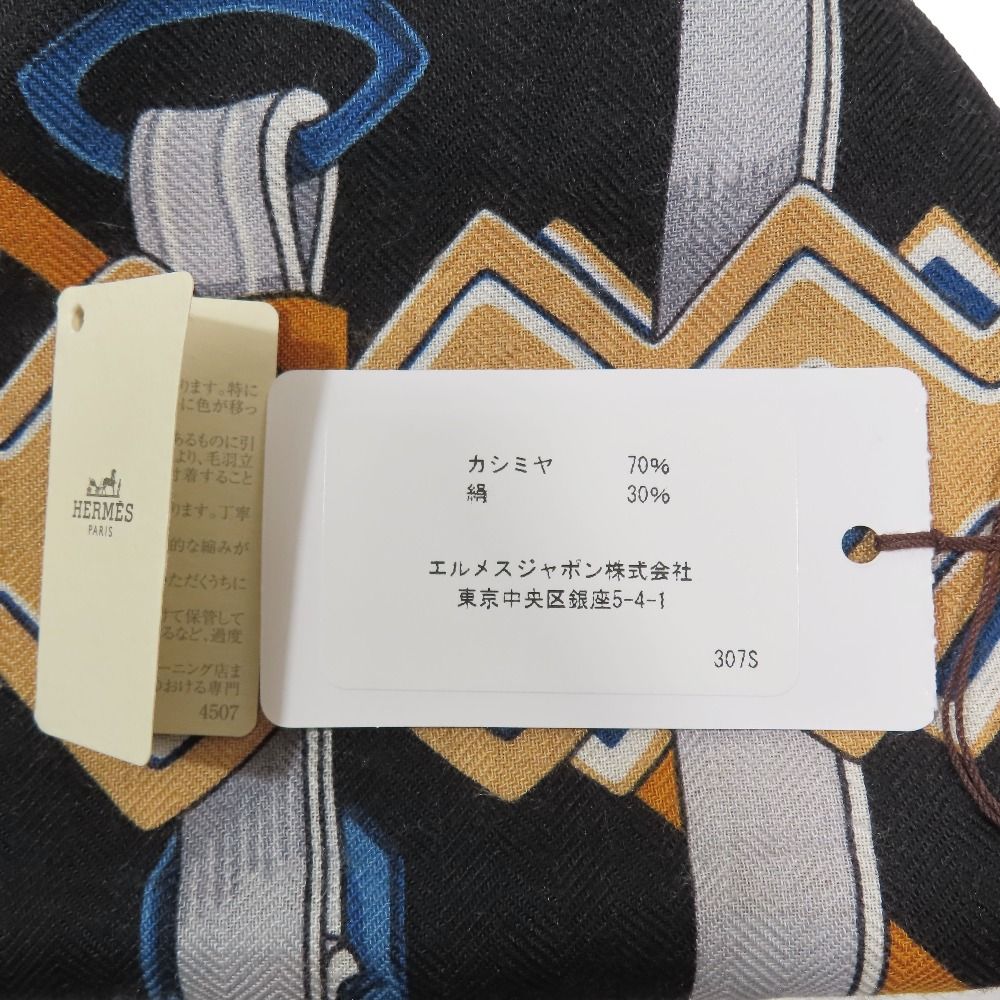 HERMÈS
PARIS
ります。特に
に色が移っ
あるものに引
より、毛羽立
付着すること
ります。丁寧
的な縮みが
ただくうちに
けて保管して
るなど、過度
ーニング店ま
おける専門
4507
カシミヤ 70%
絹 30%
エルメスジャポン株式会社
東京中央区銀座5-4-1
307S